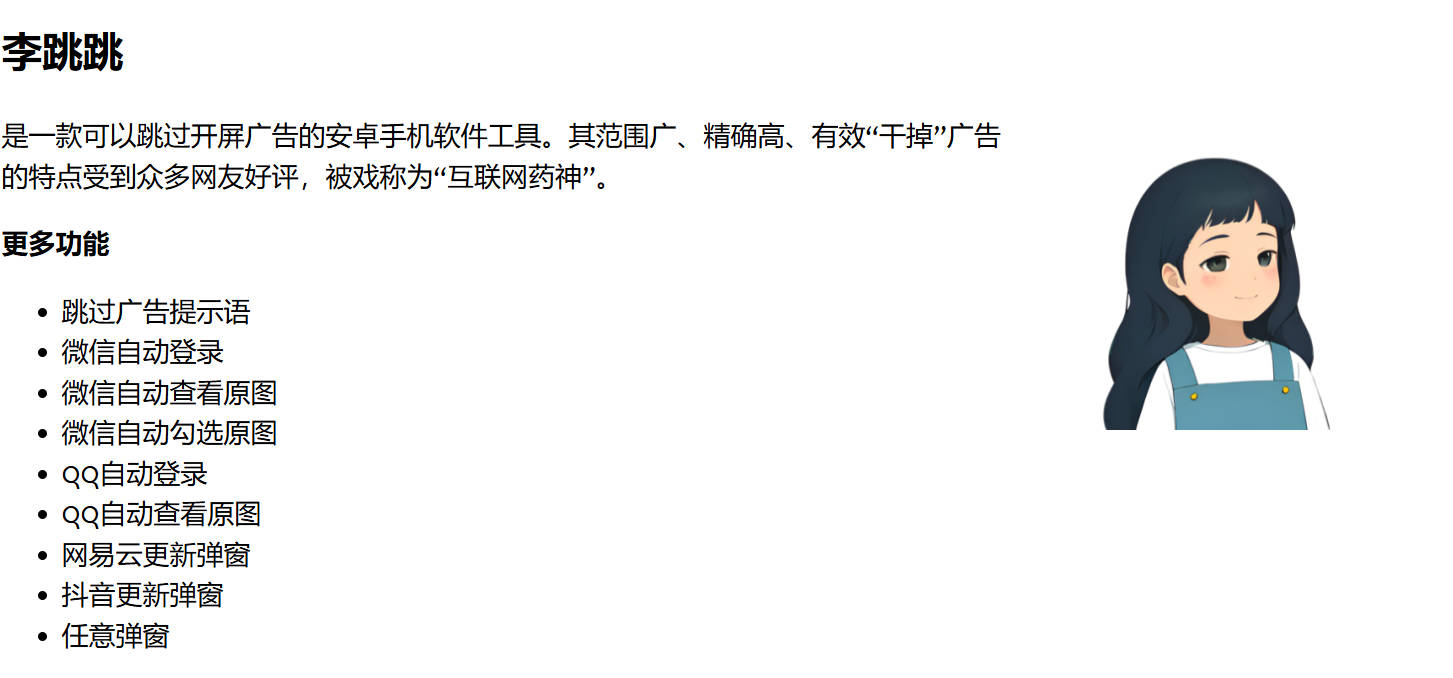 李跳跳
是一款可以跳过开屏广告的安卓手机软件工具。其范围广、精确高、有效“干掉”广告
的特点受到众多网友好评，被戏称为“互联网药神”。
更多功能
• 跳过广告提示语
• 微信自动登录
• 微信自动查看原图
• 微信自动勾选原图
• QQ自动登录
• QQ自动查看原图
• 网易云更新弹窗
• 抖音更新弹窗
• 任意弹窗